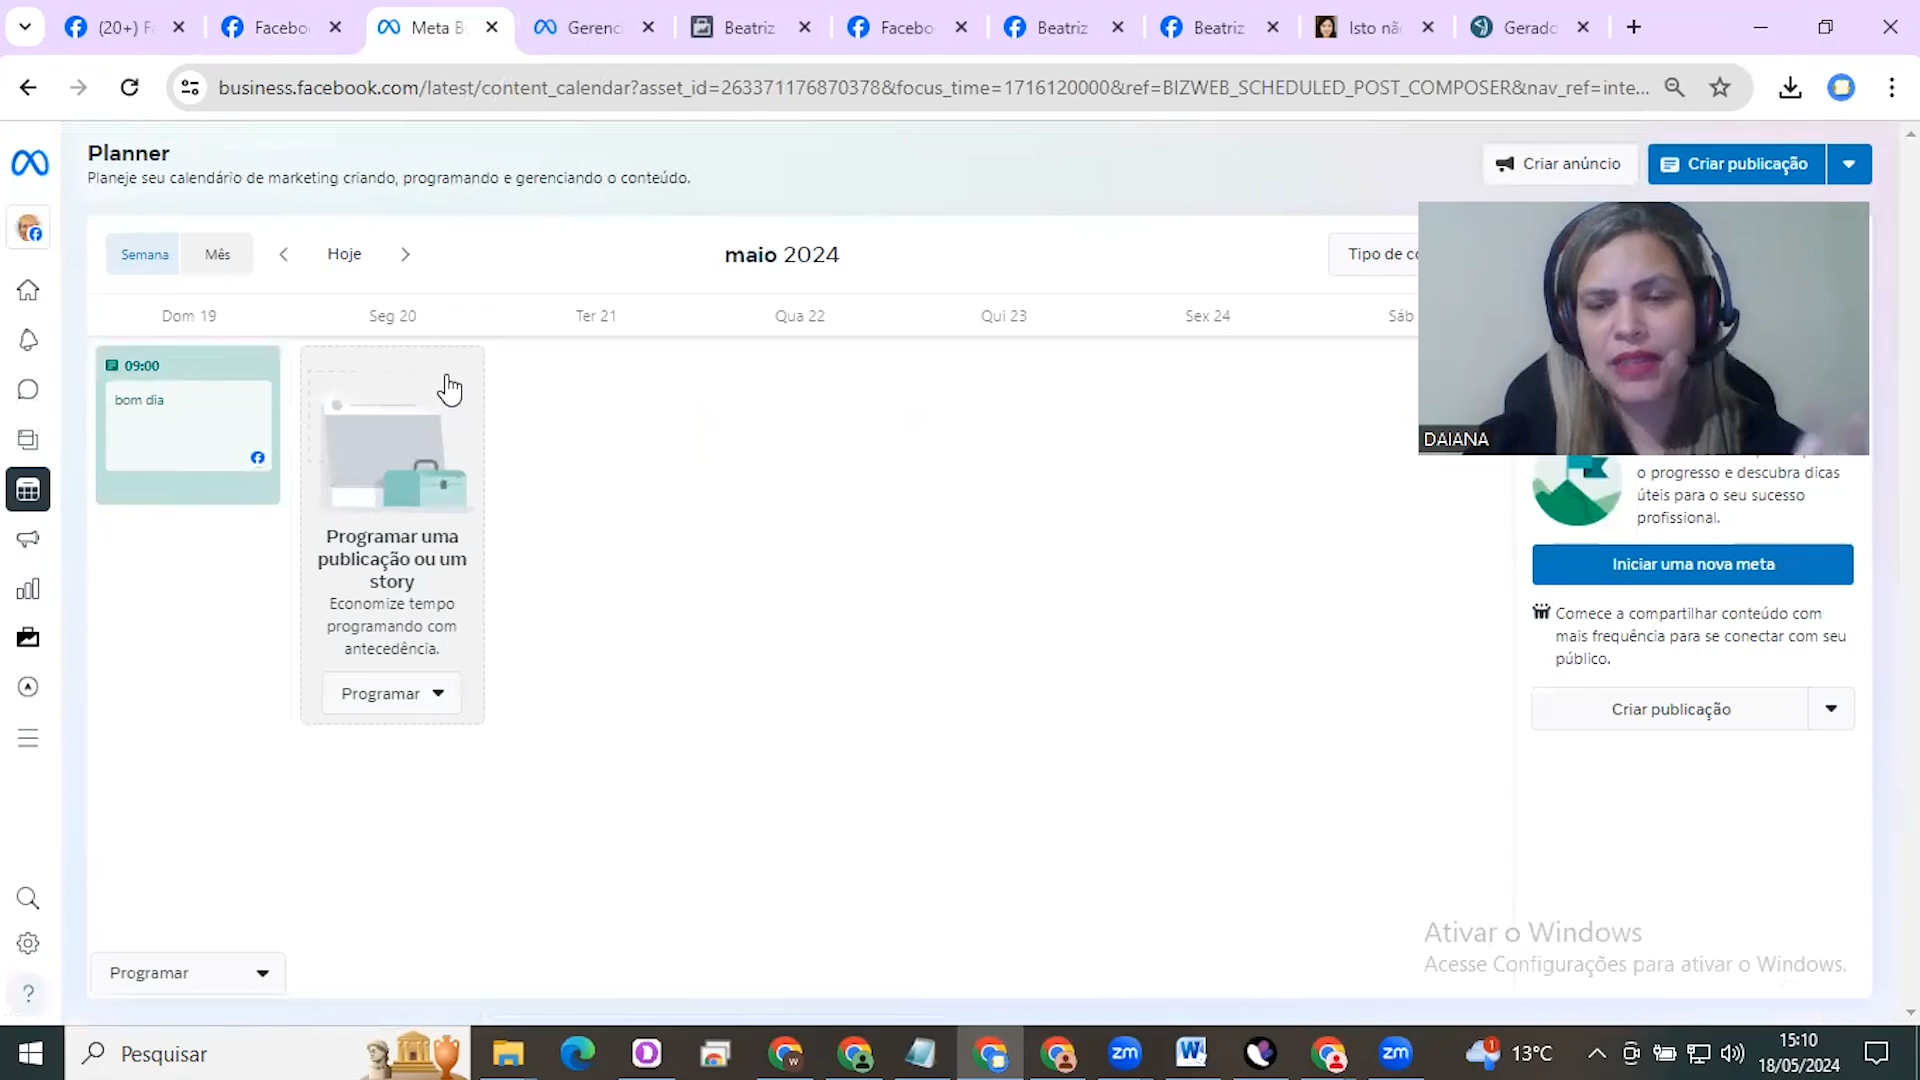 (20+) F
Facebo
Meta B
Gerenc
Beatriz
Facebo
Beatriz
Beatriz
Isto nã
Gerado
business.facebook.com/latest/content_calendar?asset_id=263371176870378&focus_time=1716120000&ref=BIZWEB_SCHEDULED_POST_COMPOSER&nav_ref=inte...
Planner
Planeje seu calendário de marketing criando, programando e gerenciando o conteúdo.
Criar anúncio
Criar publicação
Semana
Mês
Hoje
maio 2024
Tipo de co
Dom 19
Seg 20
Ter 21
Qua 22
Qui 23
Sex 24
Sáb
09:00
bom dia
Programar uma
publicação ou um
story
Economize tempo
programando com
antecedência.
Programar
DAIANA
o progresso e descubra dicas
úteis para o seu sucesso
profissional.
Iniciar uma nova meta
Comece a compartilhar conteúdo com
mais frequência para se conectar com seu
público.
Criar publicação
Ativar o Windows
Acesse Configurações para ativar o Windows.
Programar
Pesquisar
zm
zm
1
13°C
15:10
18/05/2024